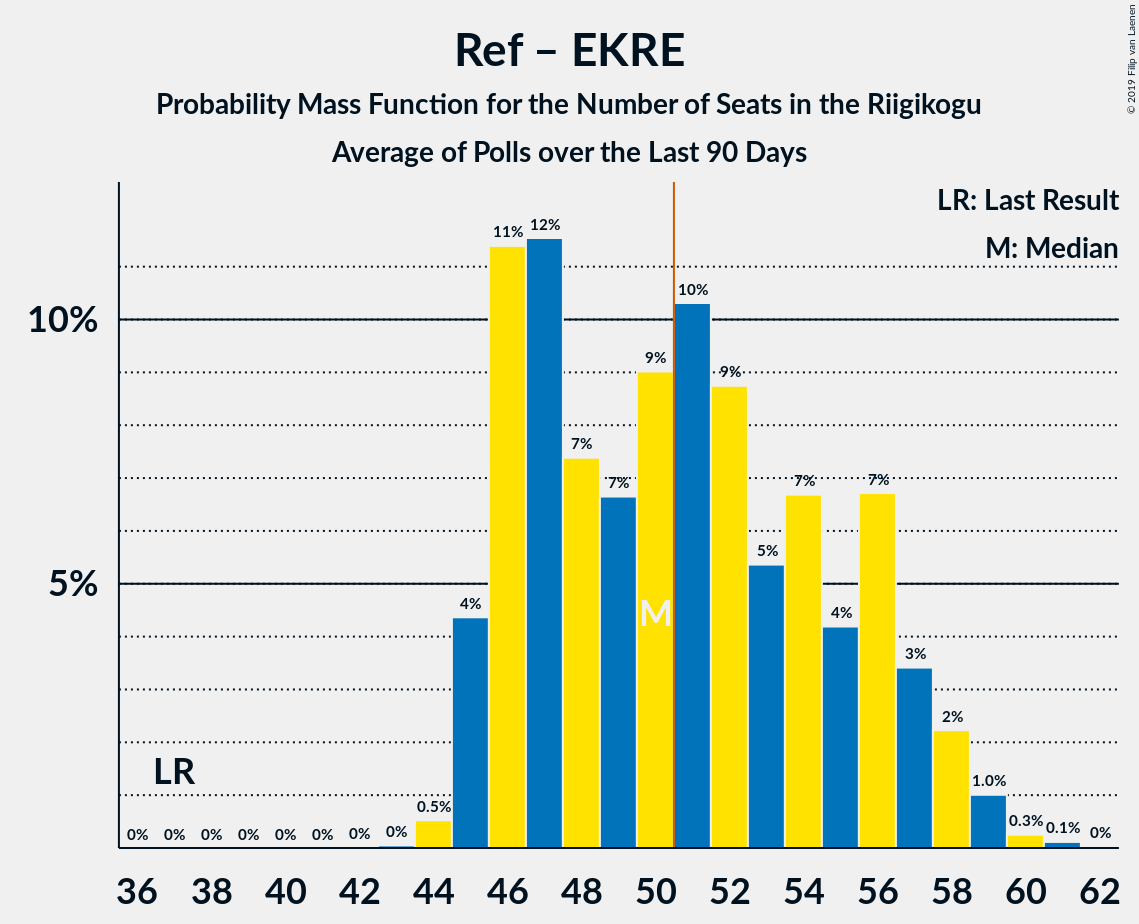 Ref – EKRE
Probability Mass Function for the Number of Seats in the Riigikogu
Average of Polls over the Last 90 Days
© 2019 Filip van Laenen
LR: Last Result
M: Median
10%
5%
0% 0% 0% 0% 0% 0% 0% 0% 0.5% 4% 11% 12% 7% 7% 9% 10% 9% 5% 7% 4% 7% 3% 2% 1.0% 0.3% 0.1% 0%
M
LR
36 38 40 42 44 46 48 50 52 54 56 58 60 62